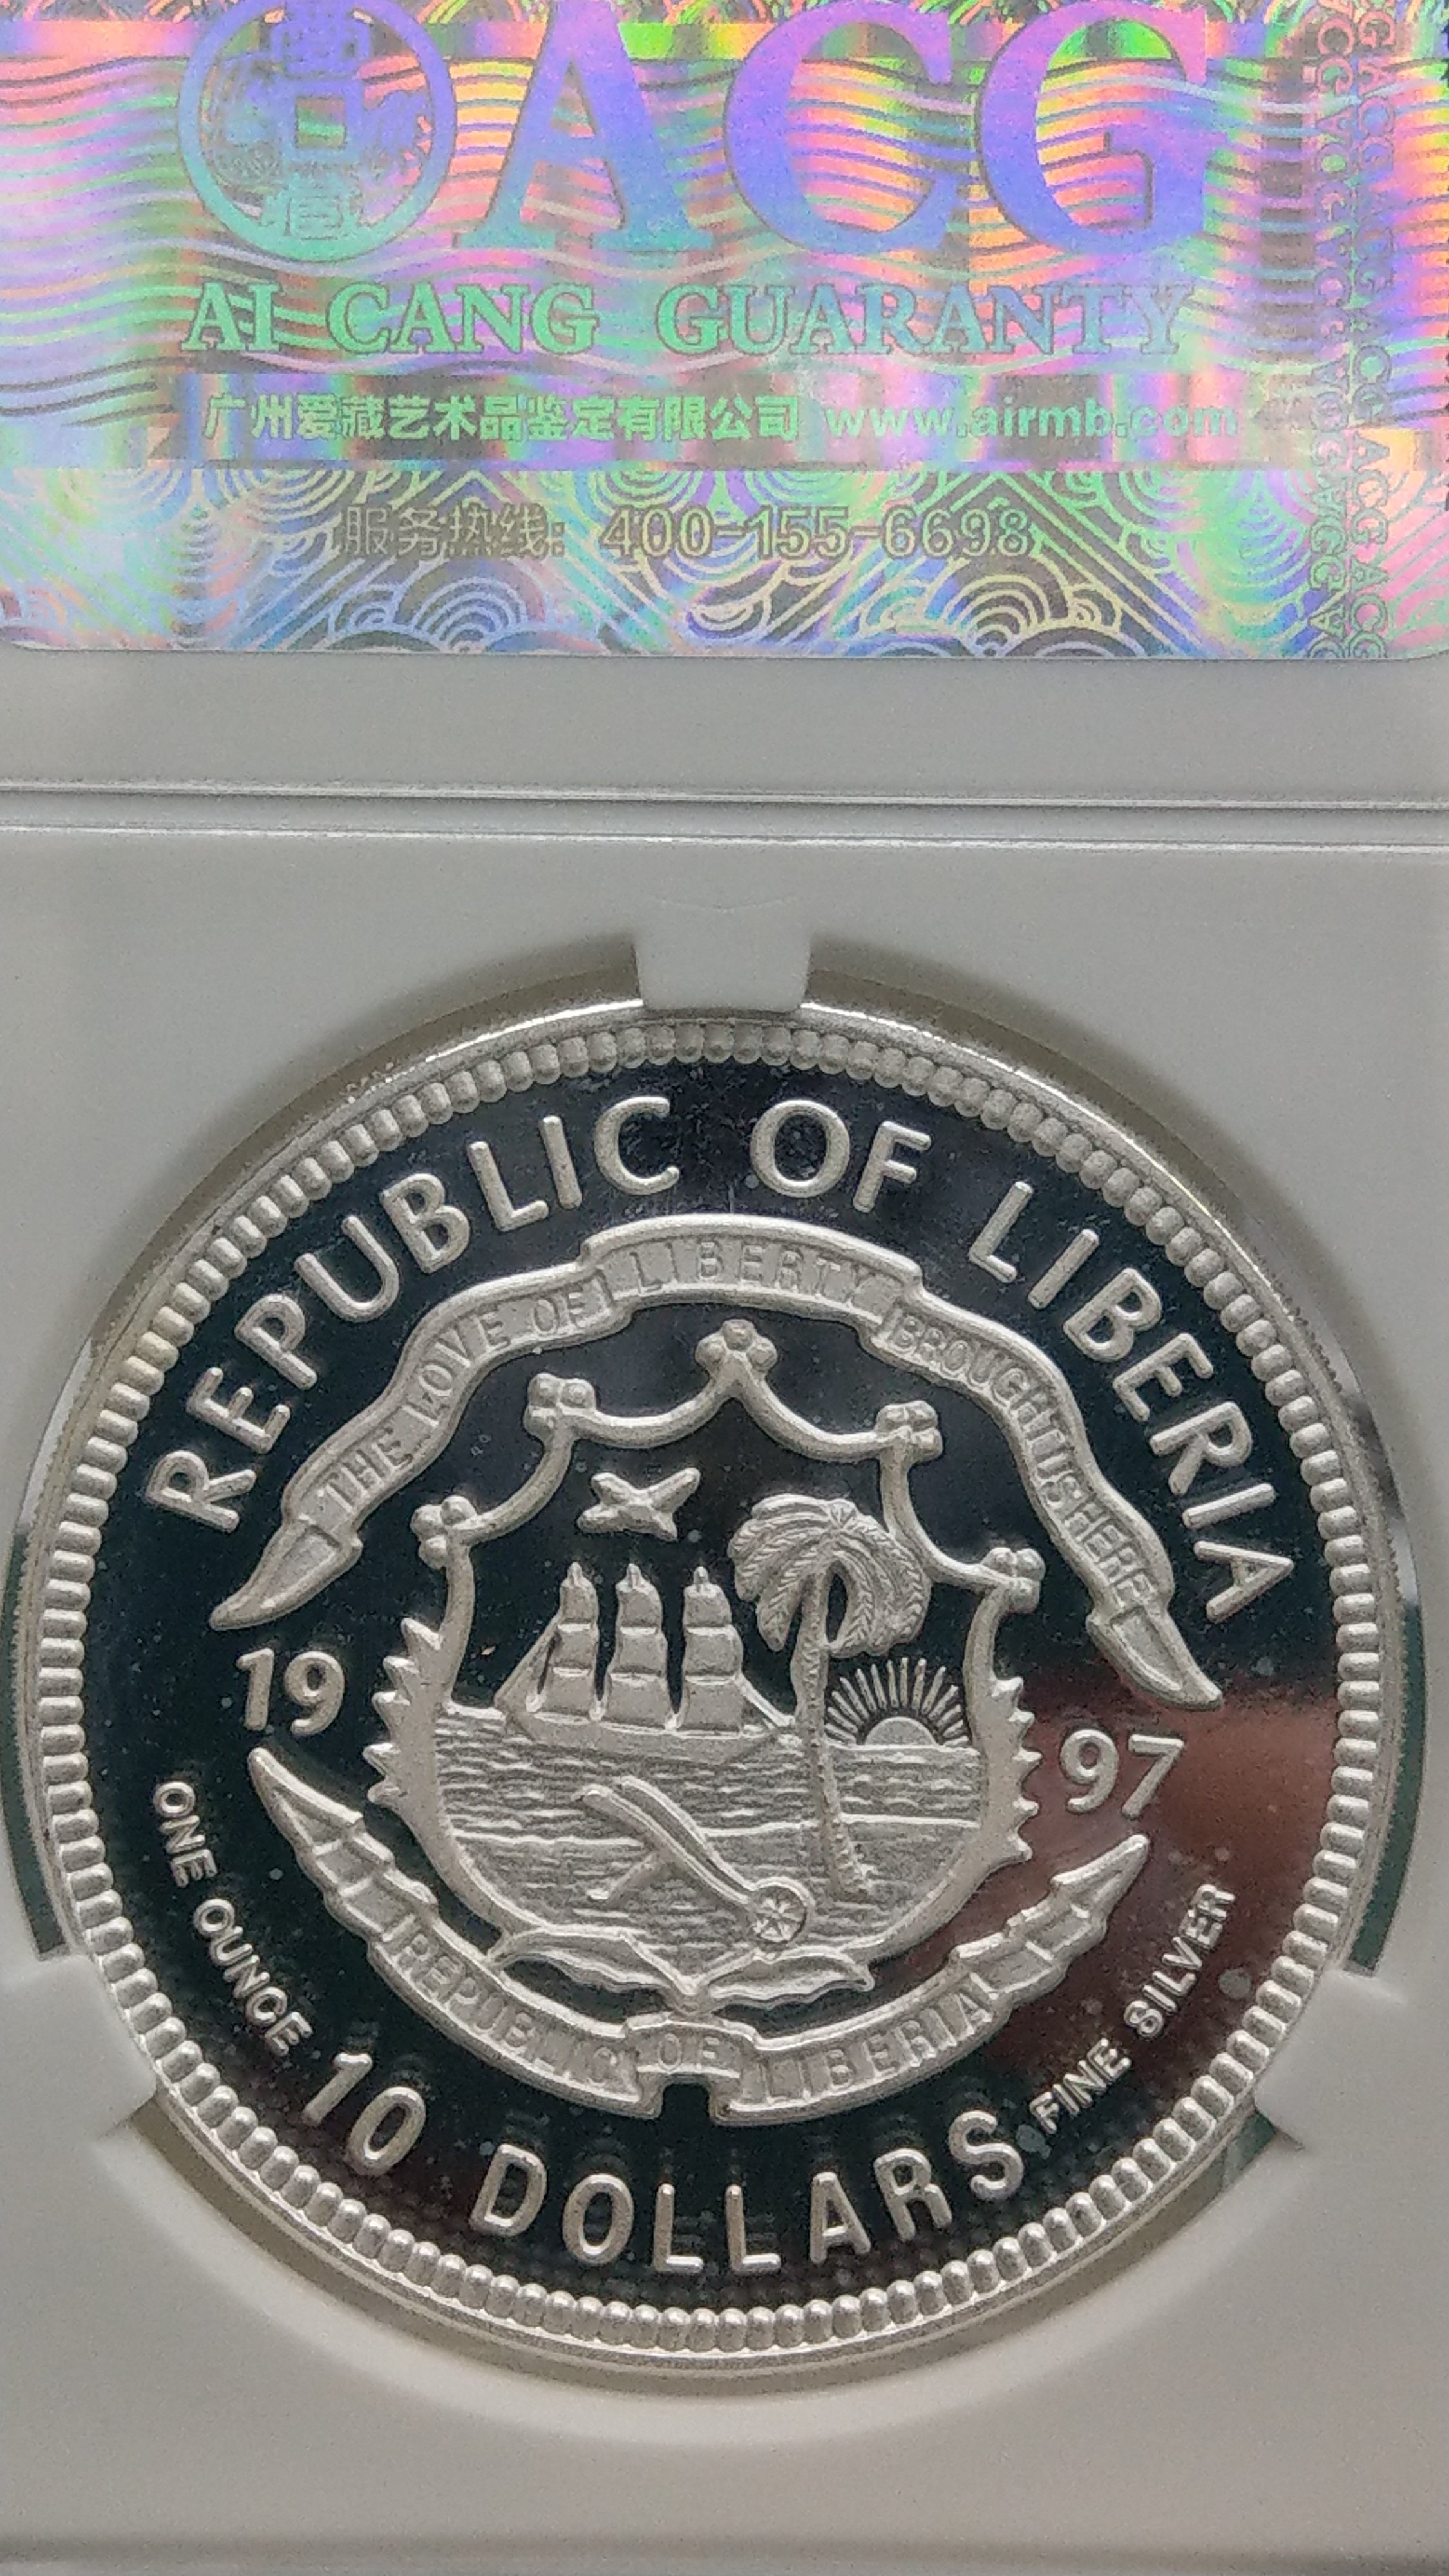 ACG
AI CANG GUARANTY
广州爱藏艺术品鉴定有限公司 www.airmb.com
服务热线：400-155-6698
REPUBLIC OF LIBERIA
THE LOVE OF LIBERTY BROUGHT US HERE
19 97
REPUBLIC OF LIBERIA
ONE OUNCE
10 DOLLARS
FINE SILVER